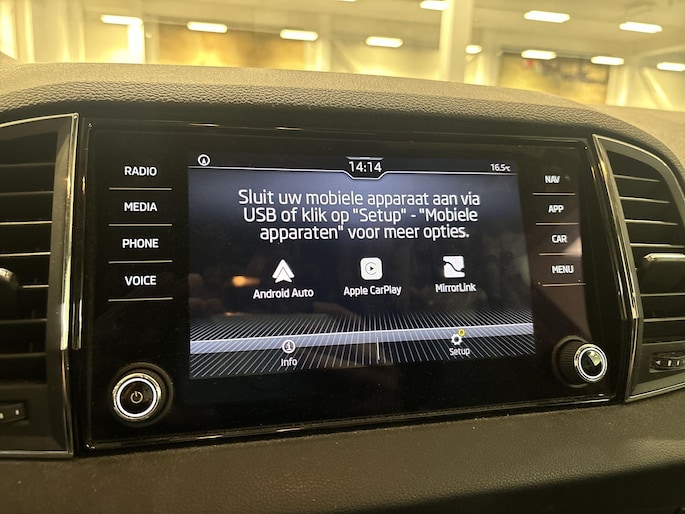 RADIO
MEDIA
PHONE
VOICE
14:14
16.5°C
Sluit uw mobiele apparaat aan via
USB of klik op "Setup" - "Mobiele
apparaten" voor meer opties.
Android Auto
Apple CarPlay
MirrorLink
Info
Setup
NAV
APP
CAR
MENU